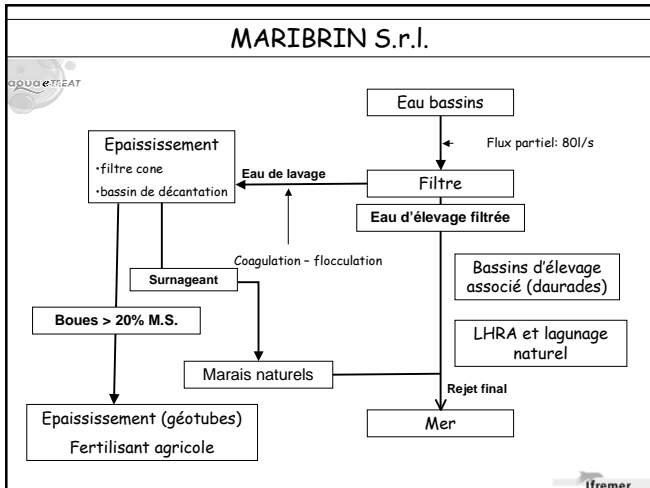 MARIBRIN S.r.l.
aquaeTREAT
Eau bassins
Flux partiel: 80l/s
Epaississement
•filtre cone
•bassin de décantation
Eau de lavage
Filtre
Eau d'élevage filtrée
Coagulation – flocculation
Surnageant
Bassins d'élevage
associé (daurades)
Boues > 20% M.S.
LHRA et lagunage
naturel
Marais naturels
Rejet final
Epaississement (géotubes)
Fertilisant agricole
Mer
Ifremer